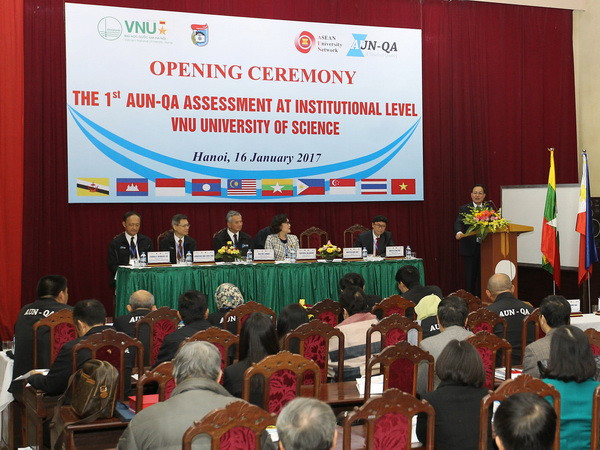 VNU
ASEAN
University
Network
AUN-QA
OPENING CEREMONY
THE 1st AUN-QA ASSESSMENT AT INSTITUTIONAL LEVEL
VNU UNIVERSITY OF SCIENCE
Hanoi, 16 January 2017
AUN-QA
AUN-QA